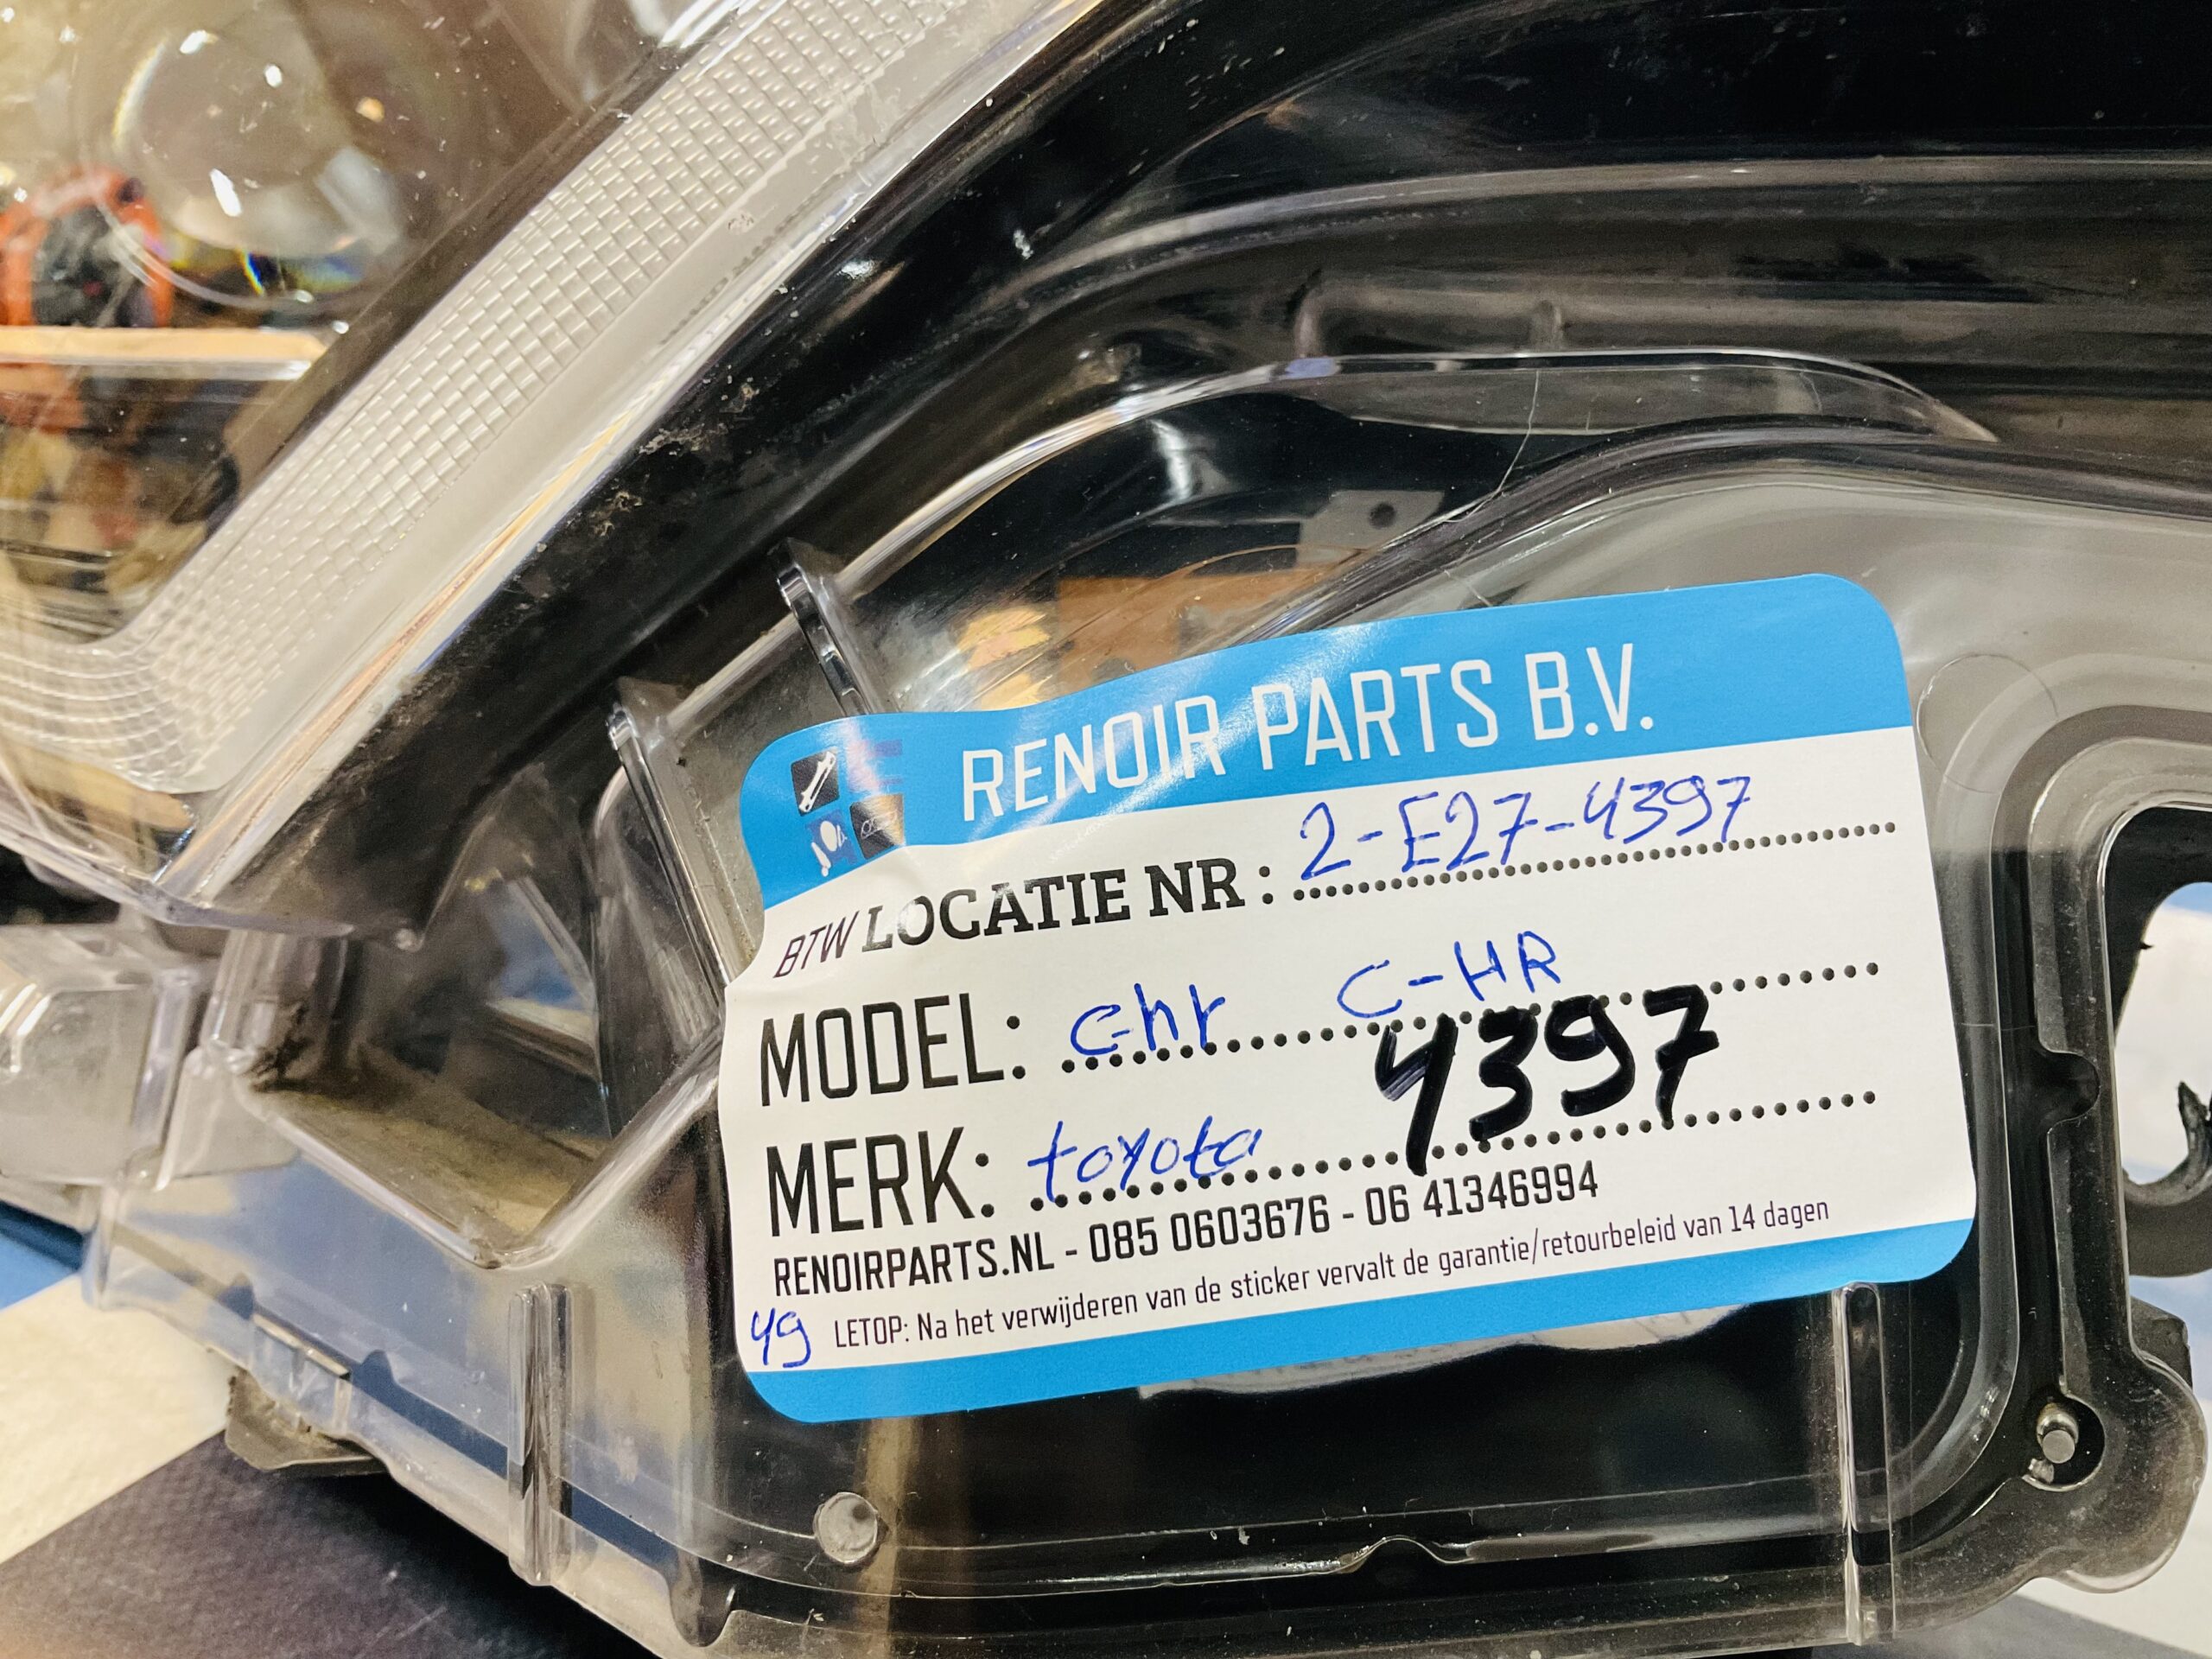 RENOIR PARTS B.V.
BTW LOCATIE NR : 2-E27-4397
MODEL: c-hr C-HR
4397
MERK: toyota
RENOIRPARTS.NL - 085 0603676 - 06 41346994
yg LETOP: Na het verwijderen van de sticker vervalt de garantie/retourbeleid van 14 dagen